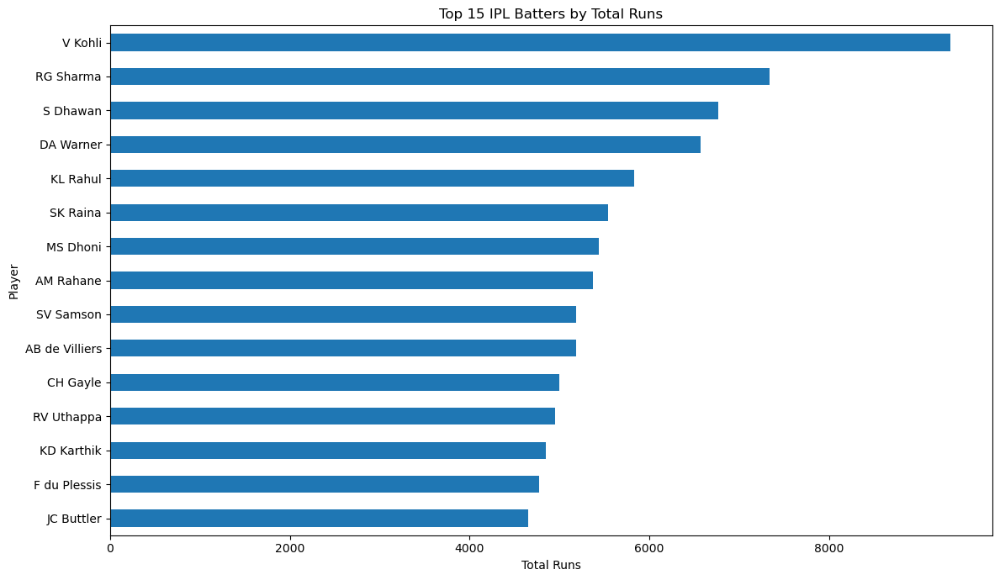 Top 15 IPL Batters by Total Runs
Player
V Kohli
RG Sharma
S Dhawan
DA Warner
KL Rahul
SK Raina
MS Dhoni
AM Rahane
SV Samson
AB de Villiers
CH Gayle
RV Uthappa
KD Karthik
F du Plessis
JC Buttler
0 2000 4000 6000 8000
Total Runs